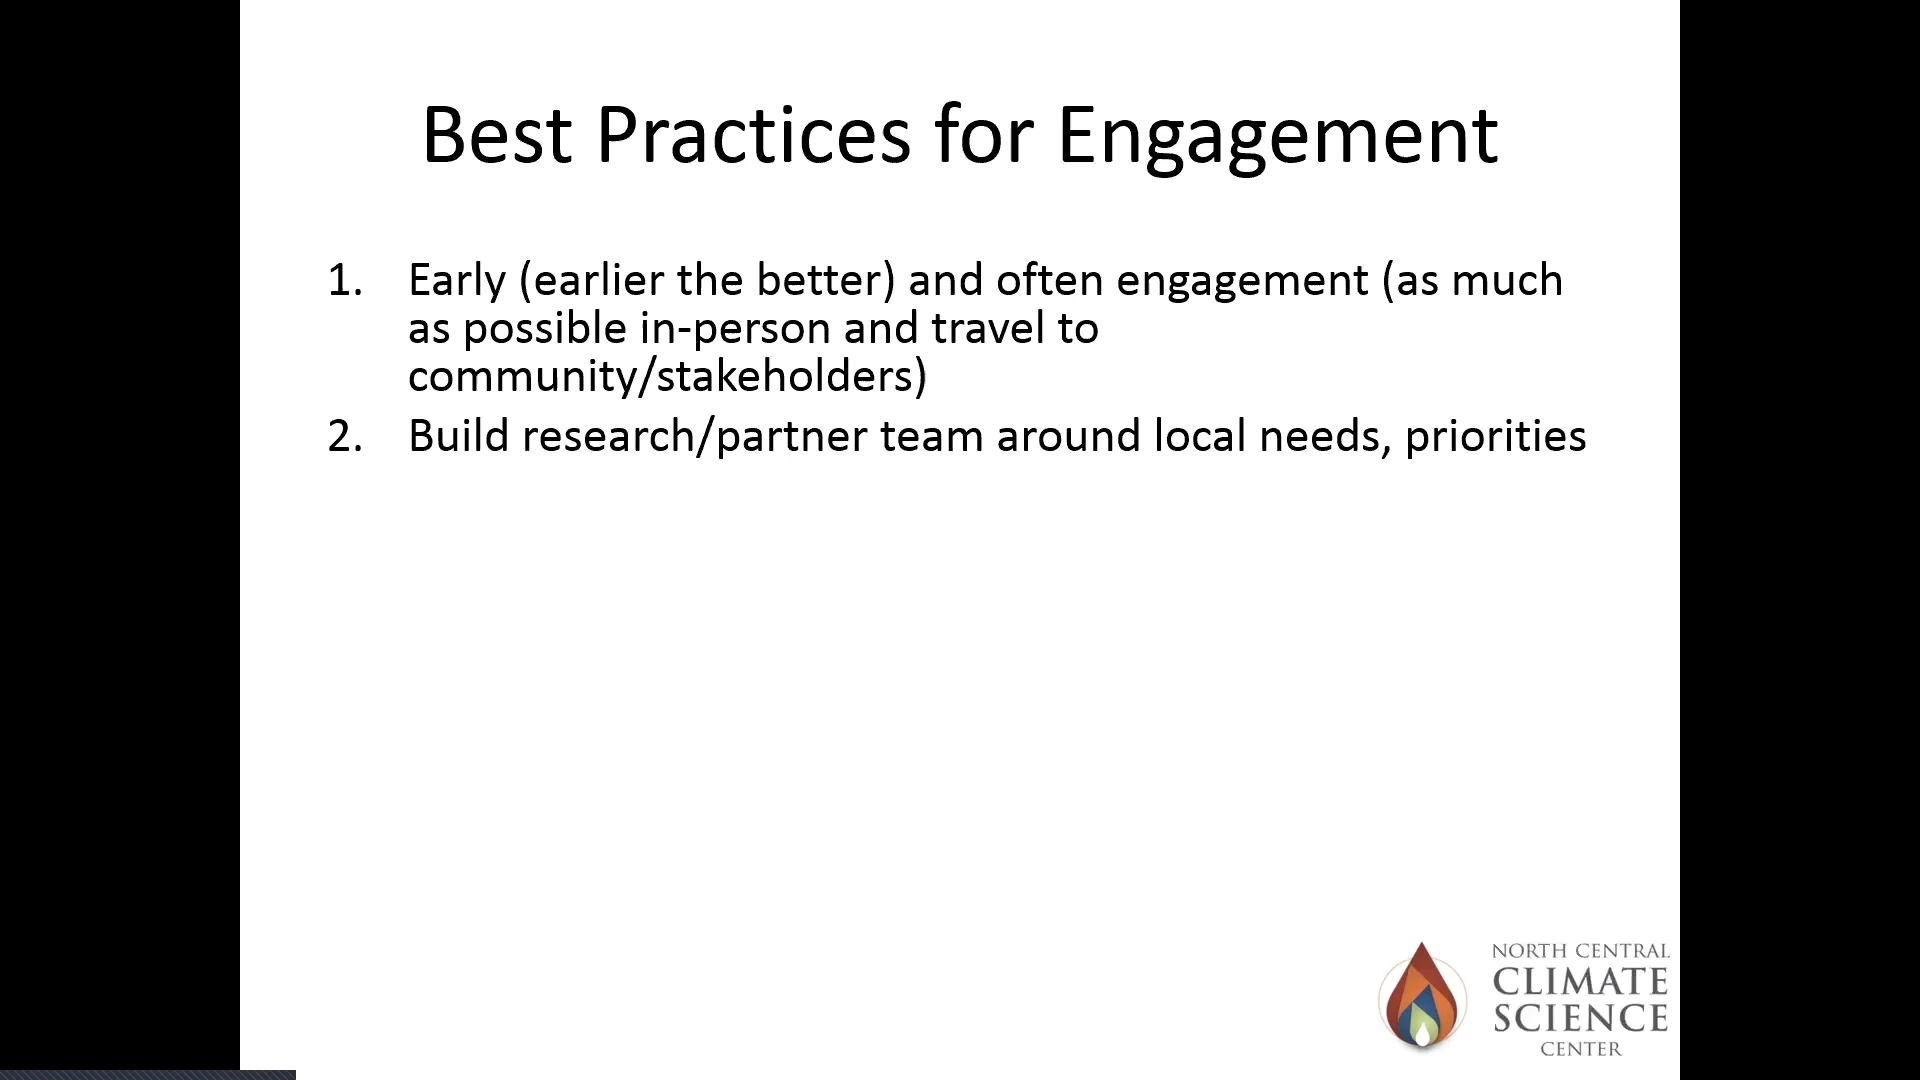 Best Practices for Engagement
1. Early (earlier the better) and often engagement (as much
as possible in-person and travel to
community/stakeholders)
2. Build research/partner team around local needs, priorities
NORTH CENTRAL
CLIMATE
SCIENCE
CENTER